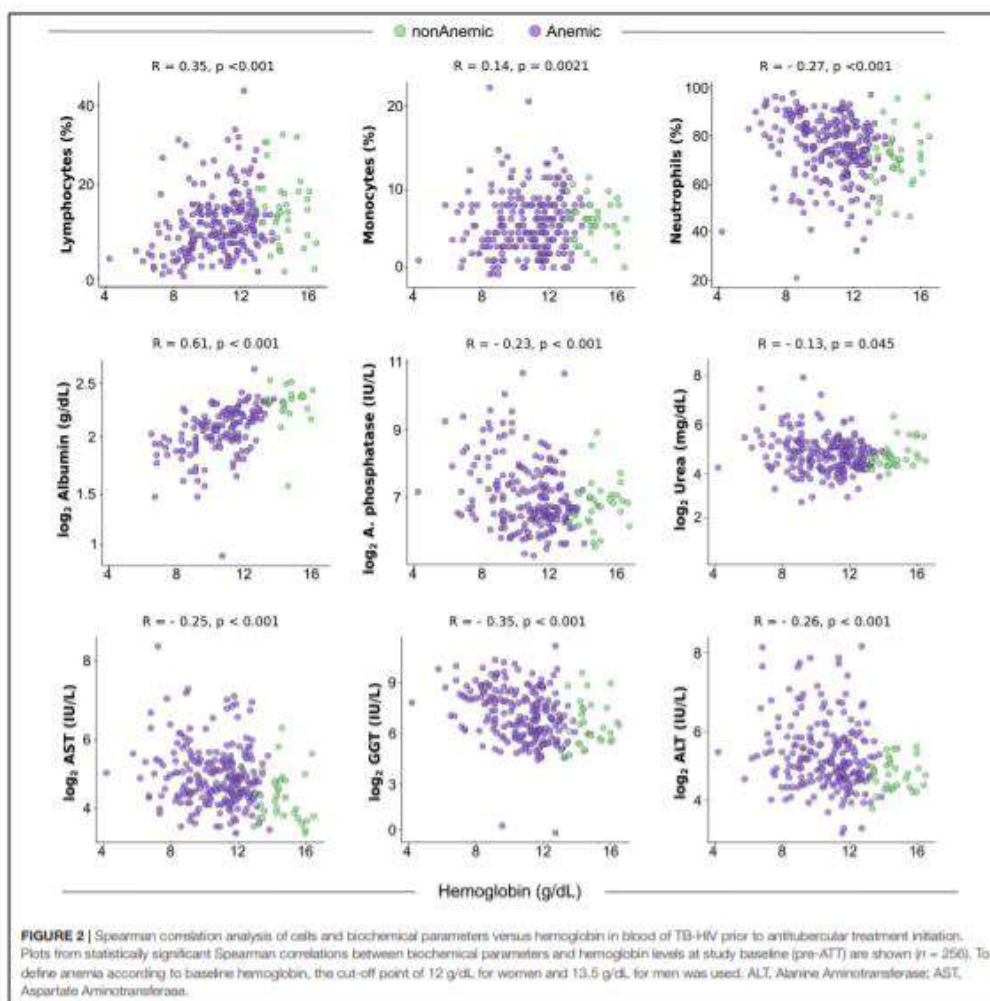 nonAnemic Anemic
R = 0.35, p <0.001
R = 0.14, p = 0.0021
R = - 0.27, p <0.001
Lymphocytes (%)
40
20
0
4 8 12 16
Monocytes (%)
20
10
0
4 8 12 16
Neutrophils (%)
100
80
60
40
20
4 8 12 16
R = 0.61, p < 0.001
R = - 0.23, p < 0.001
R = - 0.13, p = 0.045
log₂ Albumin (g/dL)
2.5
2
1.5
1
4 8 12 16
log₂ A. phosphatase (IU/L)
11
9
7
4 8 12 16
log₂ Urea (mg/dL)
8
6
4
2
4 8 12 16
R = - 0.25, p < 0.001
R = - 0.35, p < 0.001
R = - 0.26, p < 0.001
log₂ AST (IU/L)
8
6
4
4 8 12 16
log₂ GGT (IU/L)
9
6
3
0
4 8 12 16
log₂ ALT (IU/L)
8
6
4
4 8 12 16
Hemoglobin (g/dL)
FIGURE 2 | Spearman correlation analysis of cells and biochemical parameters versus hemoglobin in blood of TB-HIV prior to antitubercular treatment initiation.
Plots from statistically significant Spearman correlations between biochemical parameters and hemoglobin levels at study baseline (pre-ATT) are shown (n = 256). To
define anemia according to baseline hemoglobin, the cut-off point of 12 g/dL for women and 13.5 g/dL for men was used. ALT, Alanine Aminotransferase; AST,
Aspartate Aminotransferase.